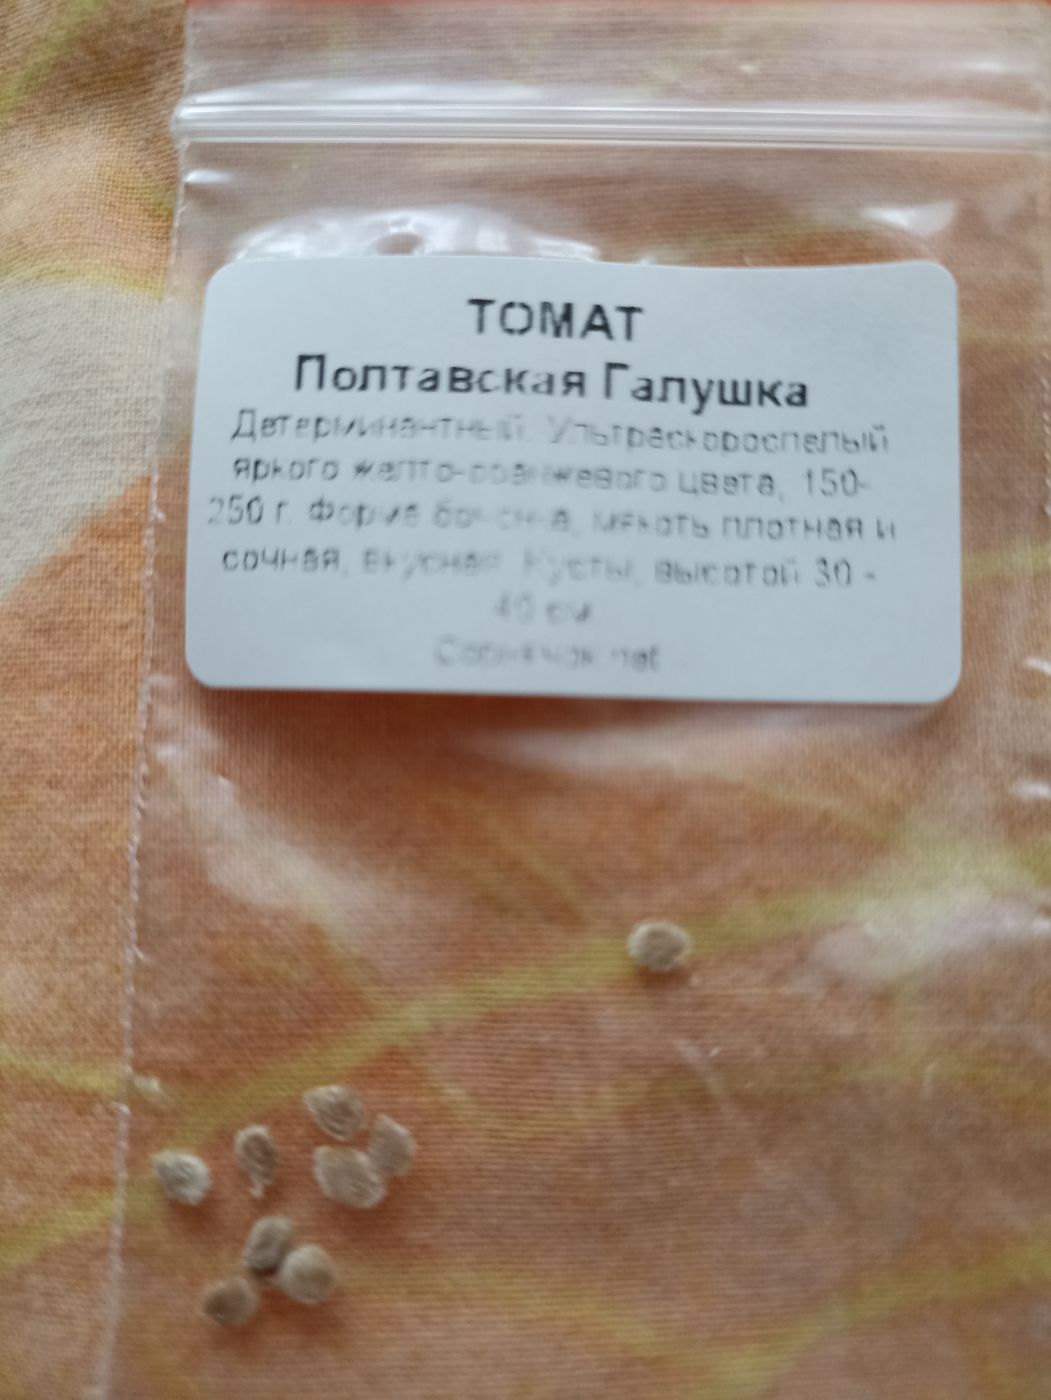 ТОМАТ
Полтавская Галушка
Детерминантный. Ультраскороспелый
яркого желто-оранжевого цвета, 150-
250 г. Форма бочонка, мякоть плотная и
сочная, вкусная. Кусты, высотой 30 -
40 см
net